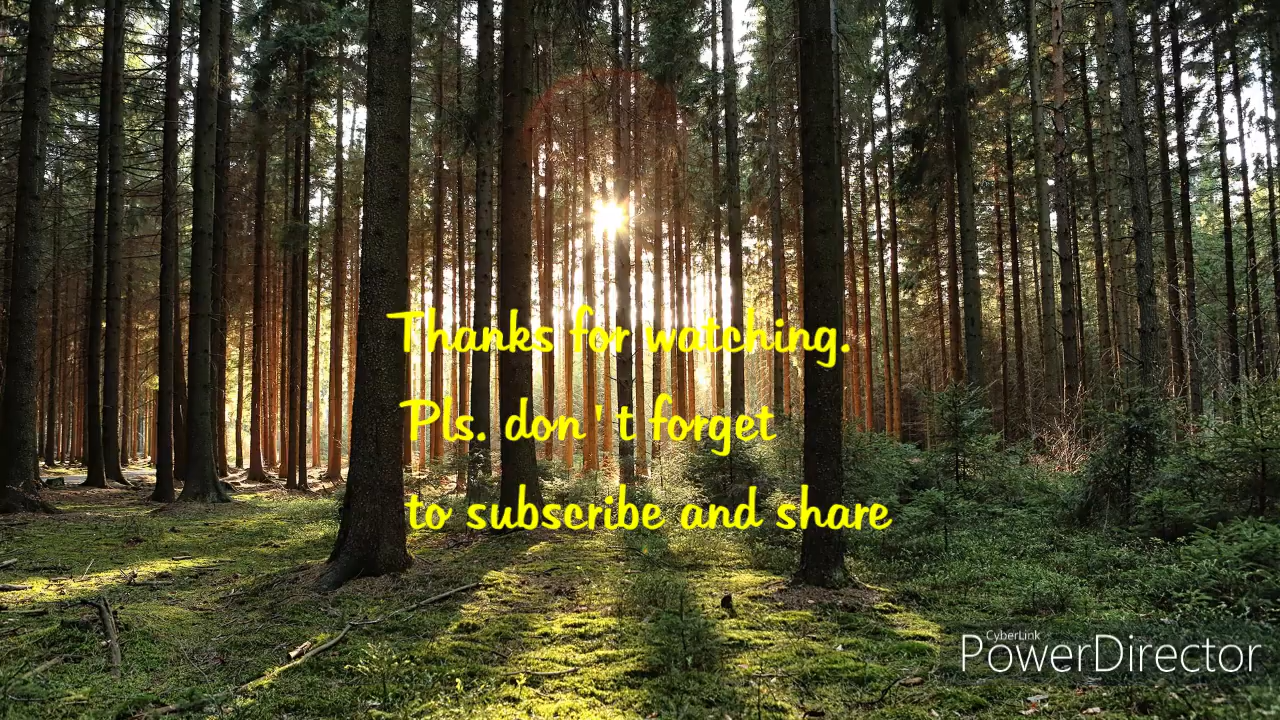 Thanks for watching.
Pls. don't forget
to subscribe and share
CyberLink
PowerDirector